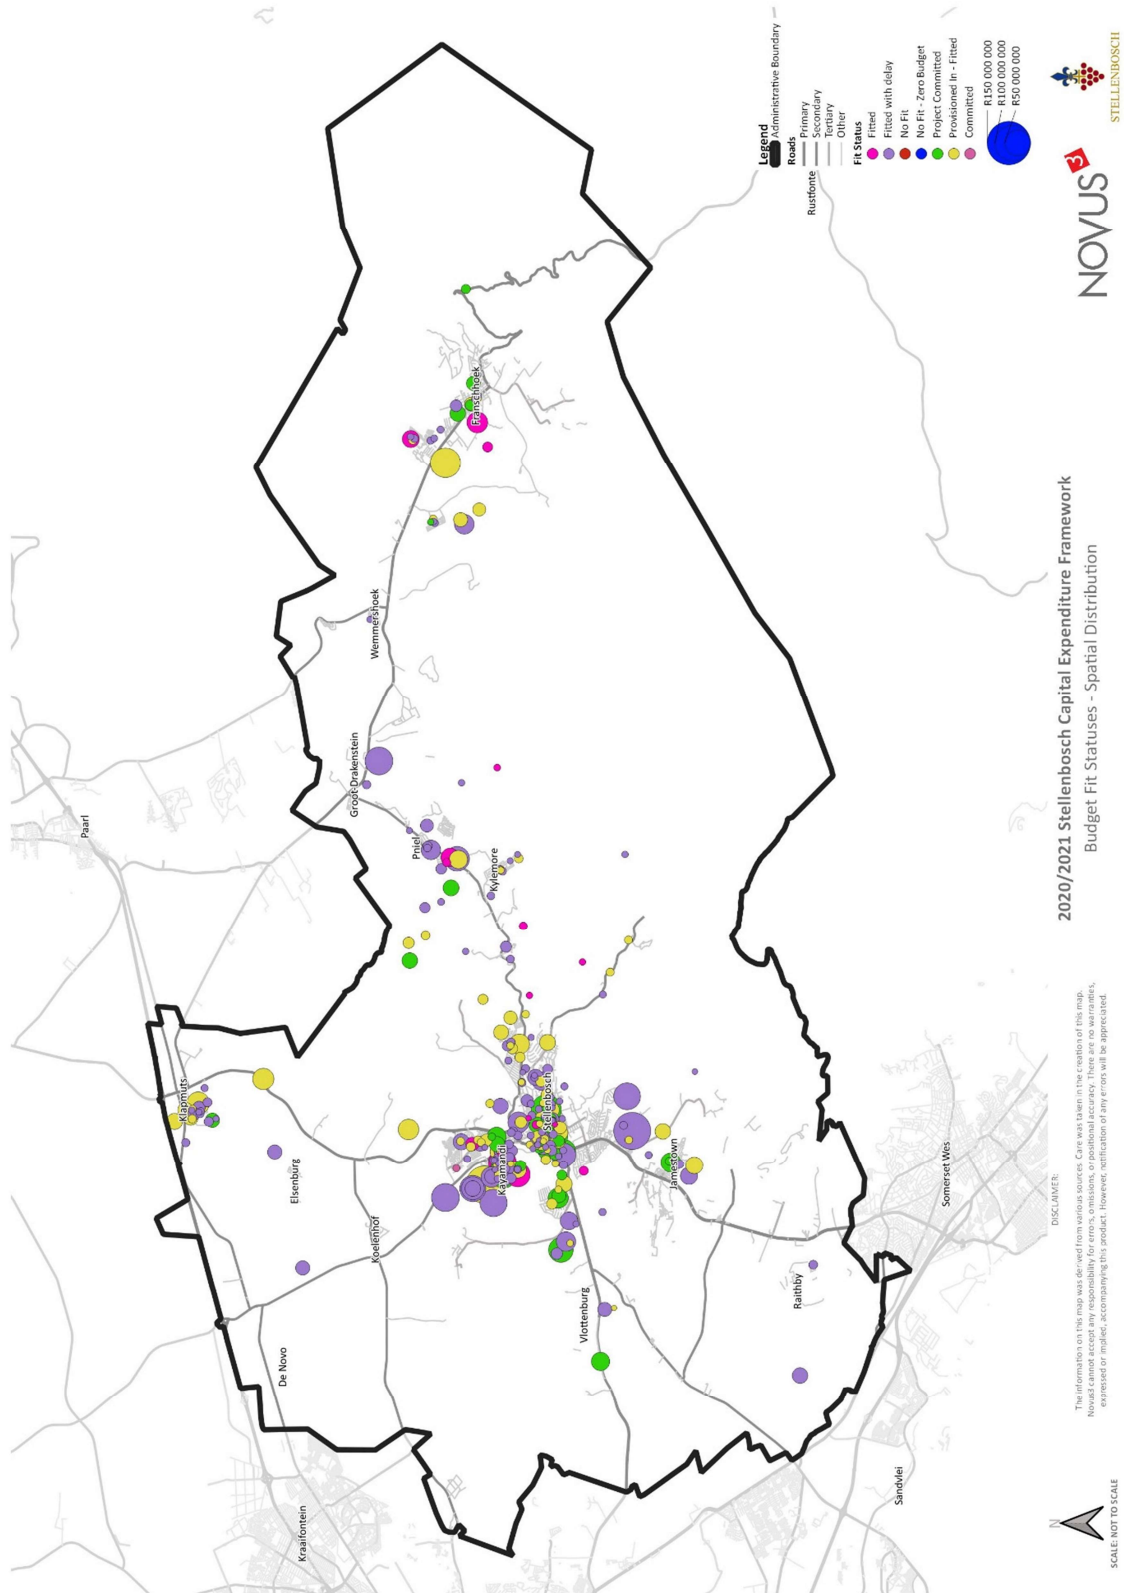 Paarl
Klapmuts
Elsenburg
Koelenhof
De Novo
Kraaifontein
Groot-Drakenstein
Wemmershoek
Pniel
Kylemore
Franschhoek
Kayamandi
Stellenbosch
Jamestown
Vlottenburg
Raithby
Somerset Wes
Sandvlei
Rustfonte
Legend
Administrative Boundary
Roads
Primary
Secondary
Tertiary
Other
Fit Status
Fitted
Fitted with delay
No Fit
No Fit - Zero Budget
Project Committed
Provisioned In - Fitted
Committed
R150 000 000
R100 000 000
R50 000 000
N
SCALE: NOT TO SCALE
DISCLAIMER:
The information on this map was derived from various sources. Care was taken in the creation of this map.
Novus3 cannot accept any responsibility for errors, omissions, or positional accuracy. There are no warranties,
expressed or implied, accompanying this product. However, notification of any errors will be appreciated.
2020/2021 Stellenbosch Capital Expenditure Framework
Budget Fit Statuses - Spatial Distribution
NOVUS3
STELLENBOSCH